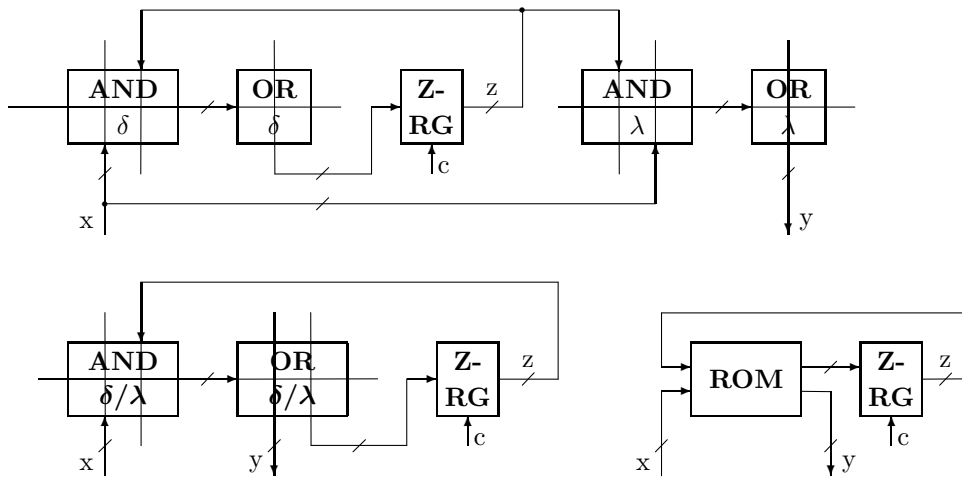 AND OR Z- z AND OR
δ δ RG λ λ
c
x y
AND OR Z- z ROM Z- z
δ/λ δ/λ RG RG
x y c x y c